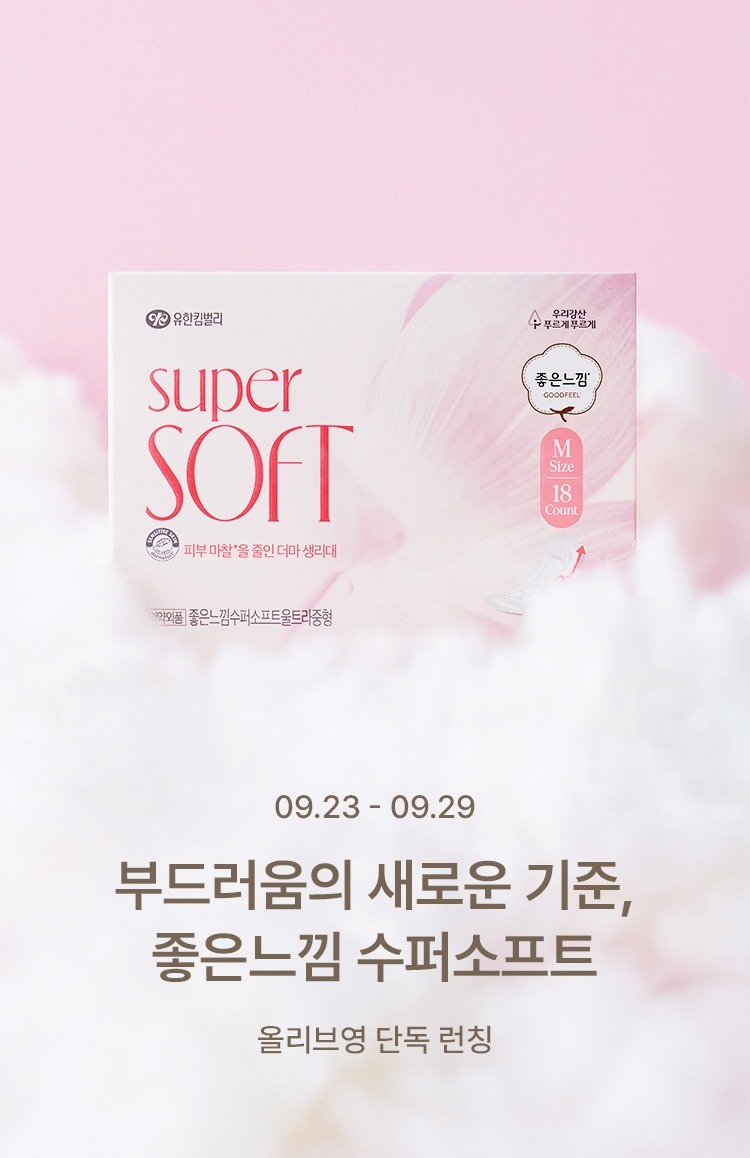 유한킴벌리
우리강산
푸르게 푸르게
super
SOFT
좋은느낌
GOODFEEL
M
Size
18
Count
피부 마찰*을 줄인 더마 생리대
좋은느낌수퍼소프트울트라중형
09.23 - 09.29
부드러움의 새로운 기준,
좋은느낌 수퍼소프트
올리브영 단독 런칭